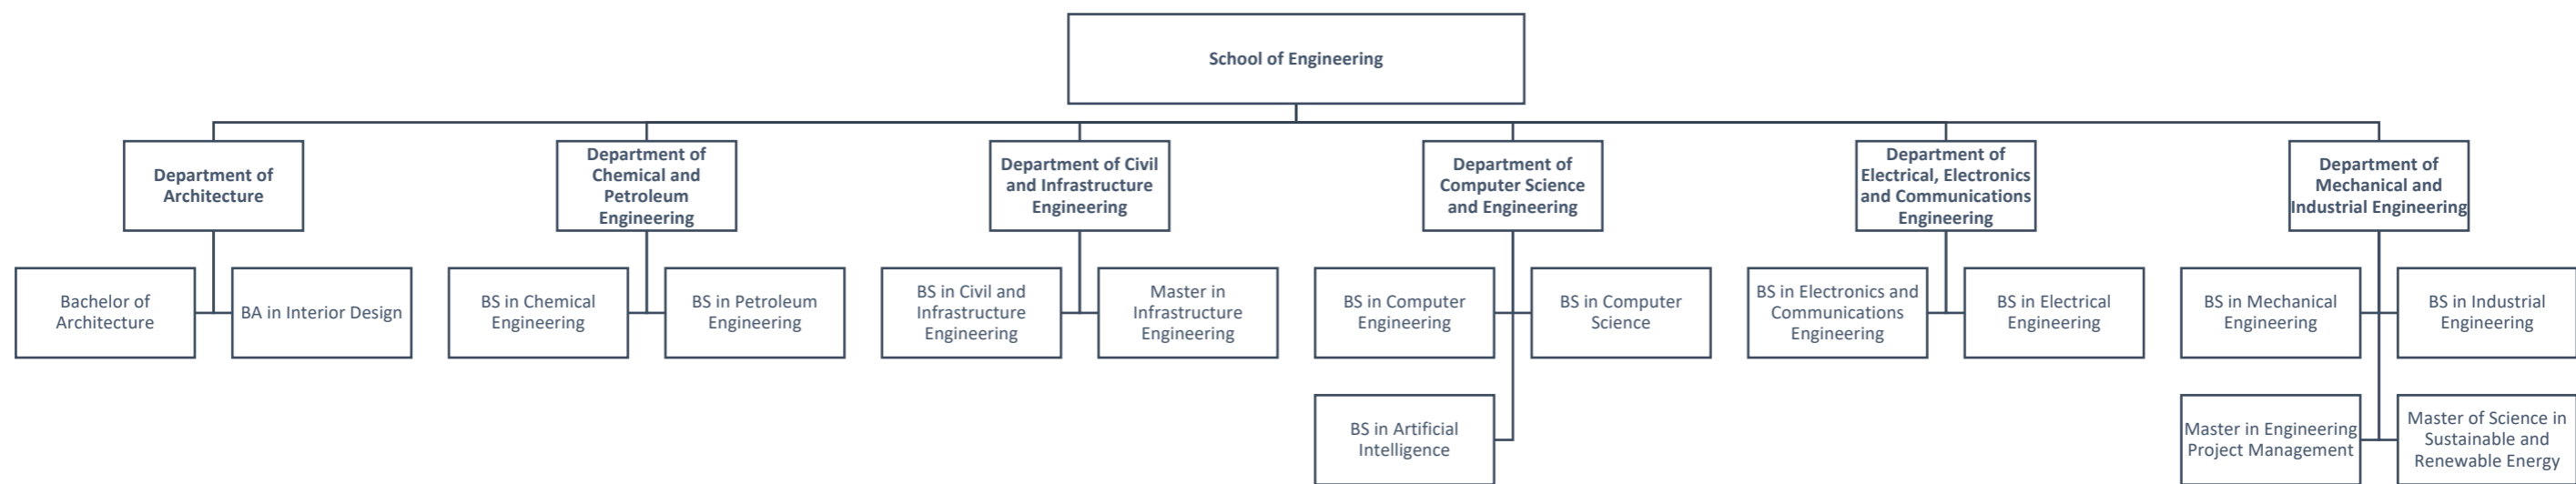 School of Engineering
Department of
Architecture
Department of
Chemical and
Petroleum
Engineering
Department of Civil
and Infrastructure
Engineering
Department of
Computer Science
and Engineering
Department of
Electrical, Electronics
and Communications
Engineering
Department of
Mechanical and
Industrial Engineering
Bachelor of
Architecture
BA in Interior Design
BS in Chemical
Engineering
BS in Petroleum
Engineering
BS in Civil and
Infrastructure
Engineering
Master in
Infrastructure
Engineering
BS in Computer
Engineering
BS in Computer
Science
BS in Electronics and
Communications
Engineering
BS in Electrical
Engineering
BS in Mechanical
Engineering
BS in Industrial
Engineering
BS in Artificial
Intelligence
Master in Engineering
Project Management
Master of Science in
Sustainable and
Renewable Energy